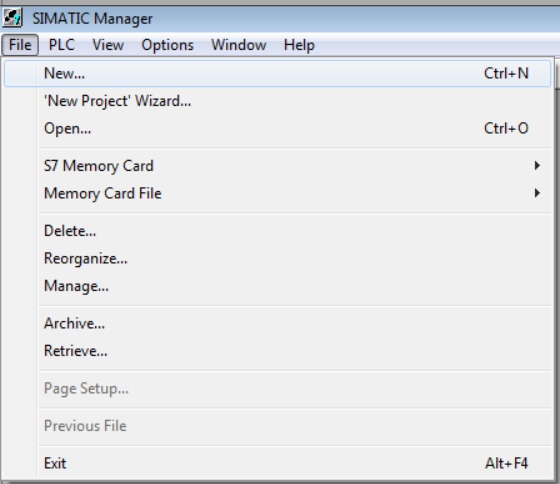 SIMATIC Manager
File PLC View Options Window Help
New... Ctrl+N
'New Project' Wizard...
Open... Ctrl+O
S7 Memory Card
Memory Card File
Delete...
Reorganize...
Manage...
Archive...
Retrieve...
Page Setup...
Previous File
Exit Alt+F4